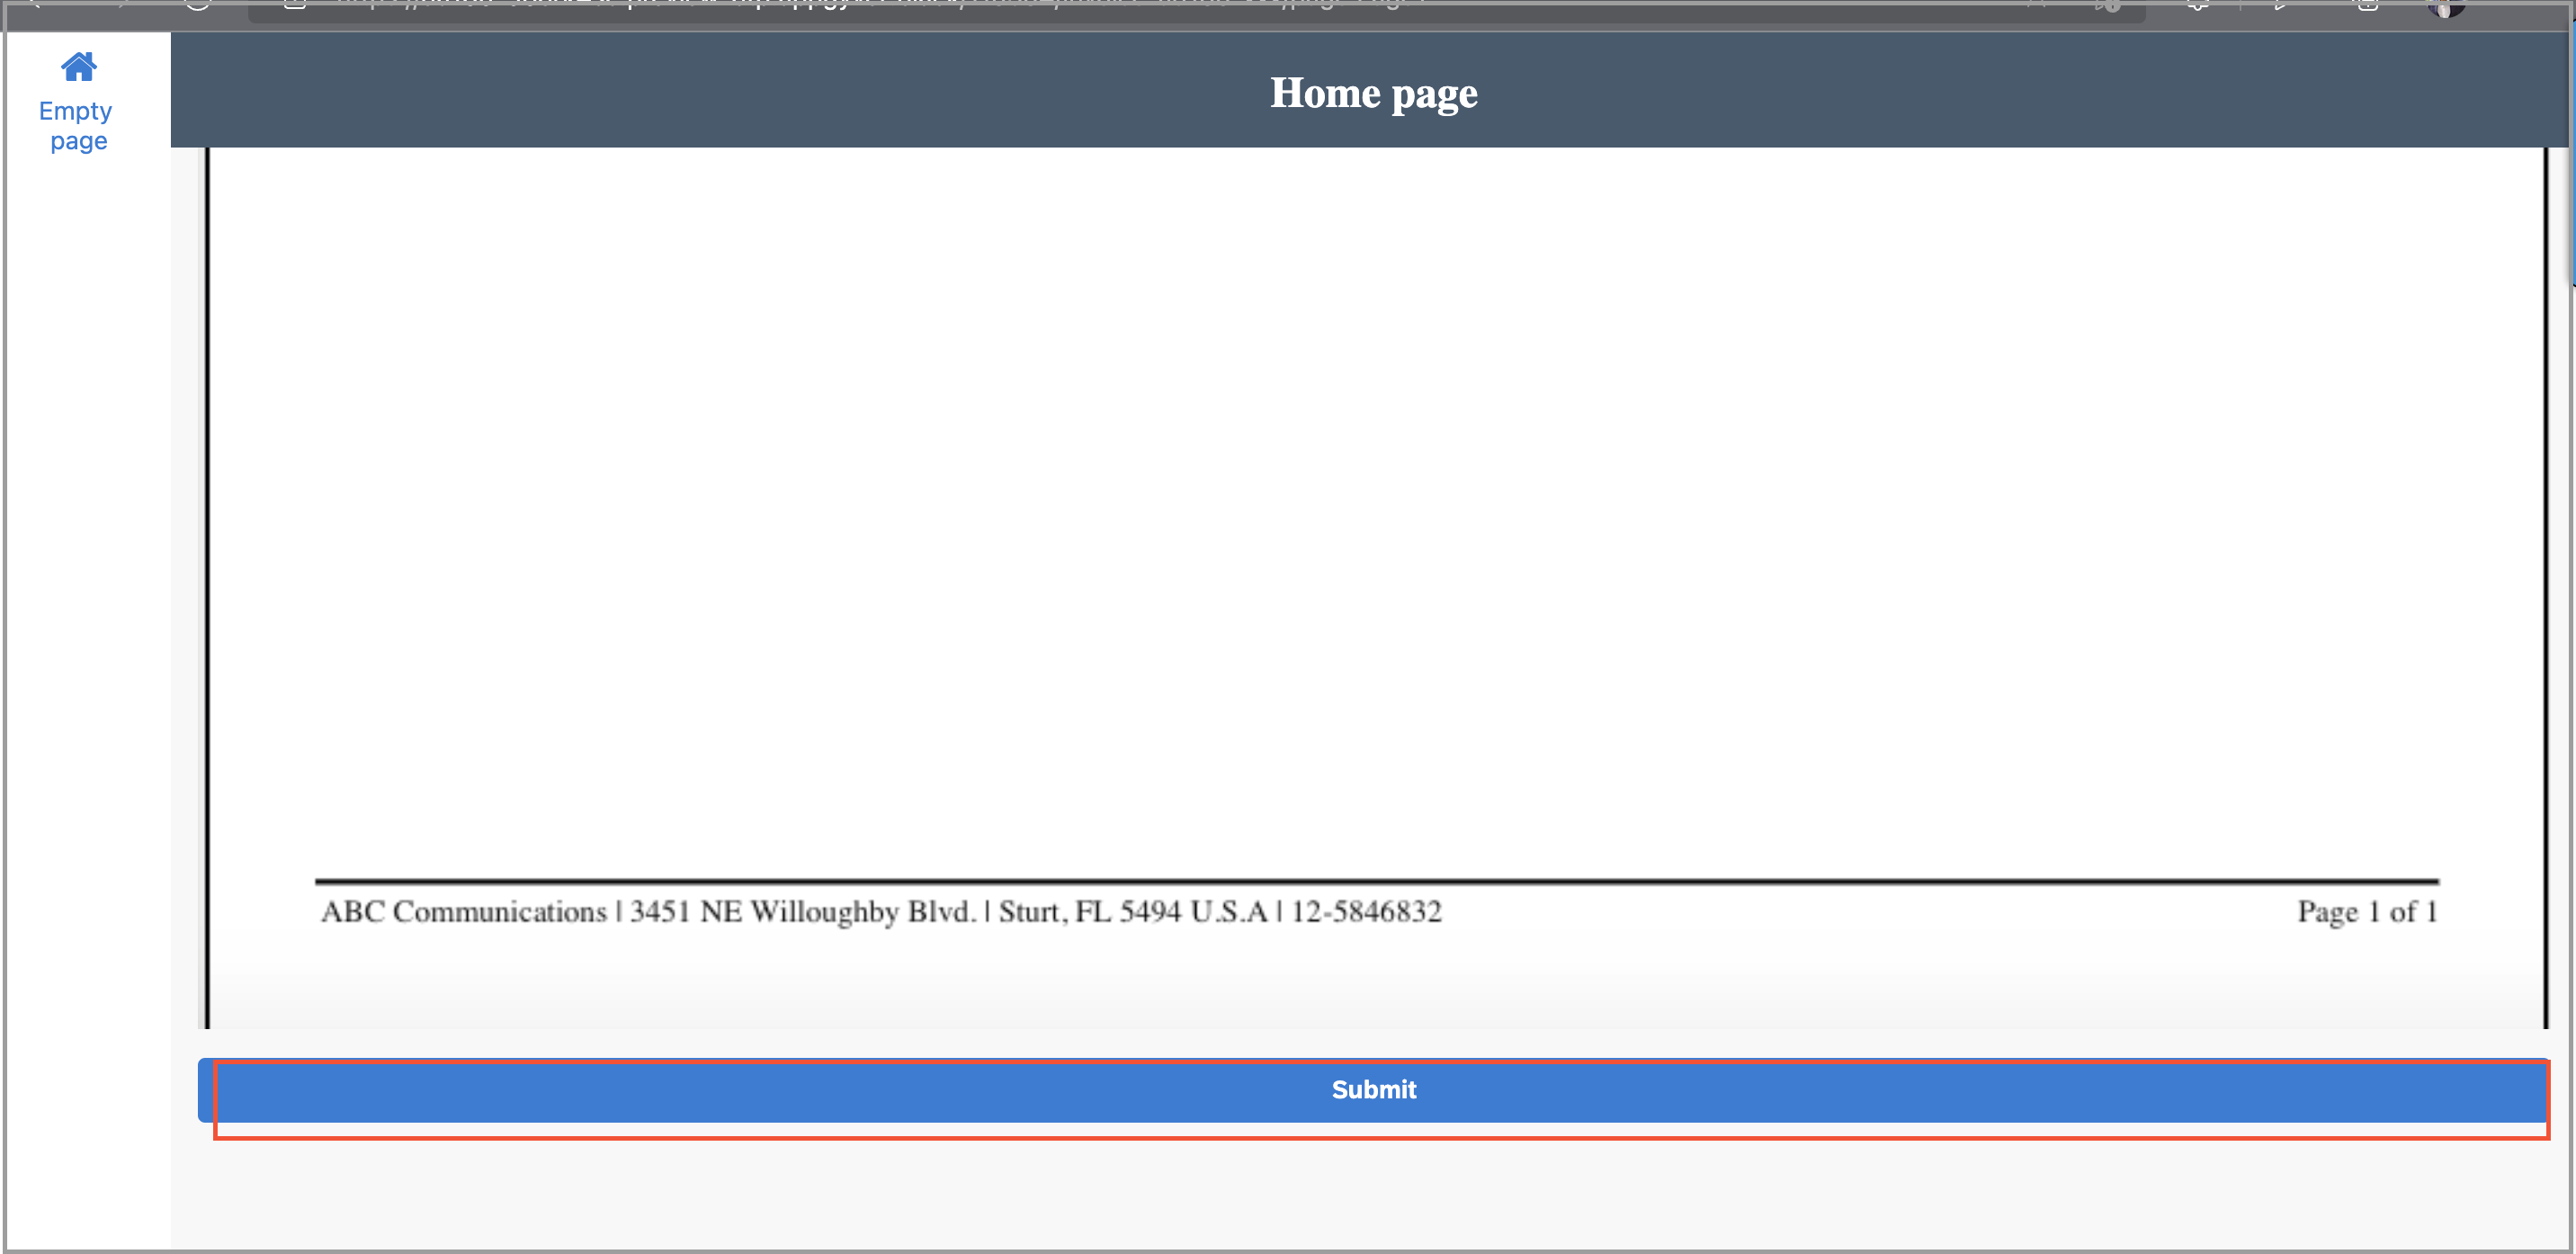 Home page
Empty
page
ABC Communications | 3451 NE Willoughby Blvd. | Sturt, FL 5494 U.S.A | 12-5846832
Page 1 of 1
Submit